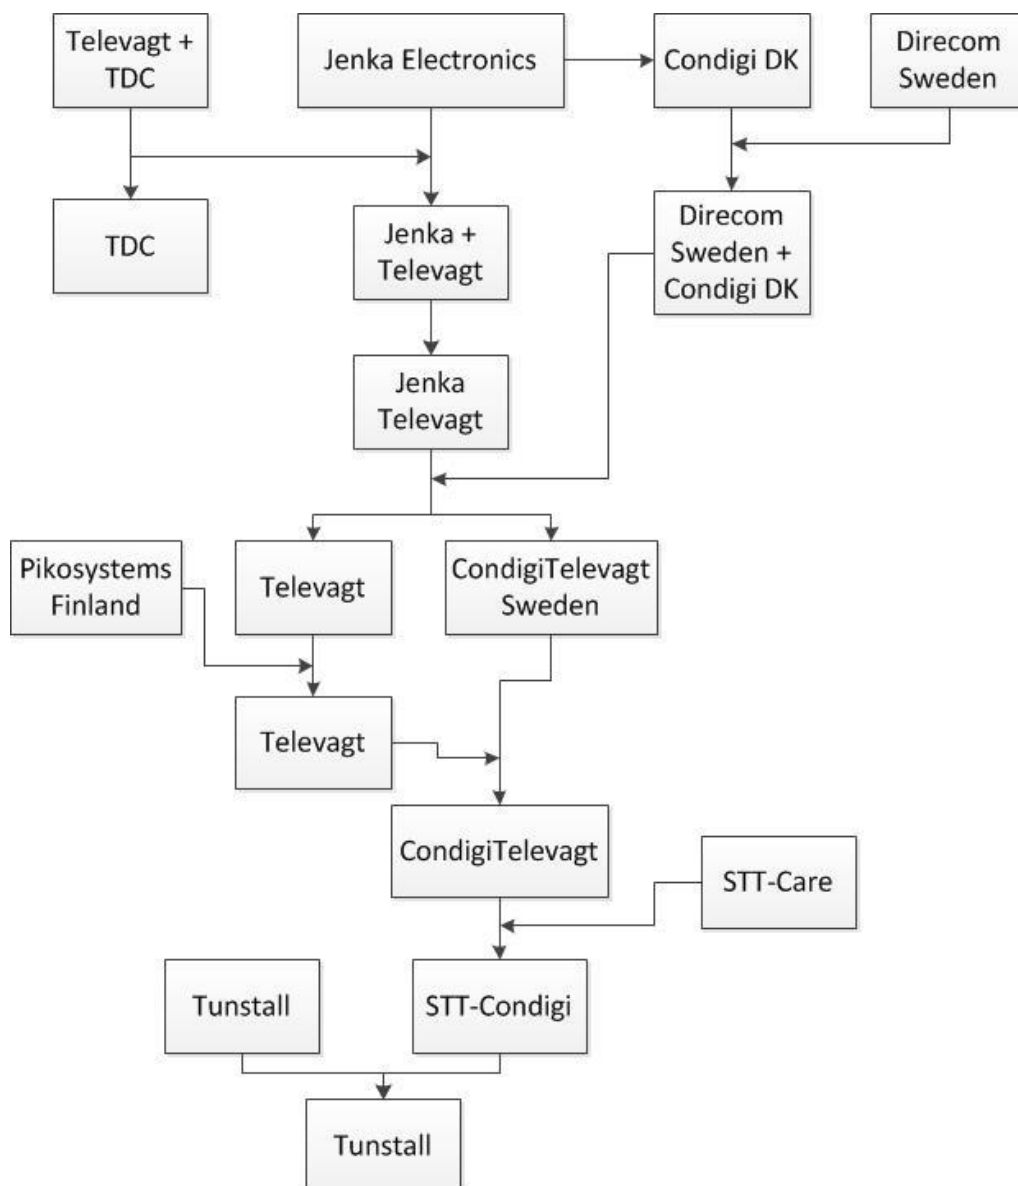 Televagt +
TDC
Jenka Electronics
Condigi DK
Direcom
Sweden
TDC
Jenka +
Televagt
Direcom
Sweden +
Condigi DK
Jenka
Televagt
Pikosystems
Finland
Televagt
CondigiTelevagt
Sweden
Televagt
CondigiTelevagt
STT-Care
Tunstall
STT-Condigi
Tunstall